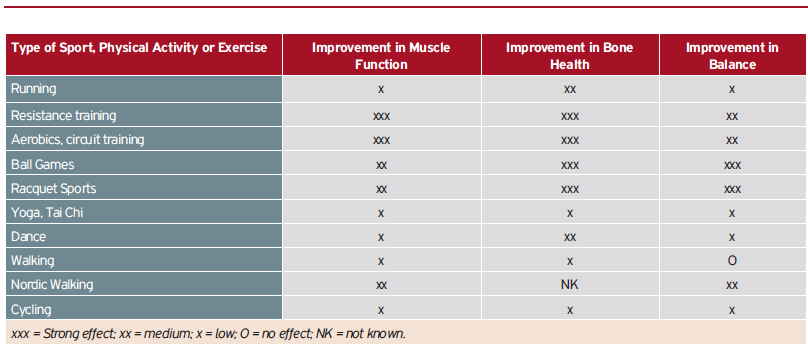 Type of Sport, Physical Activity or Exercise Improvement in Muscle Function Improvement in Bone Health Improvement in Balance
Running x xx x
Resistance training xxx xxx xx
Aerobics, circuit training xxx xxx xx
Ball Games xx xxx xxx
Racquet Sports xx xxx xxx
Yoga, Tai Chi x x x
Dance x xx x
Walking x x O
Nordic Walking xx NK xx
Cycling x x x
xxx = Strong effect; xx = medium; x = low; O = no effect; NK = not known.